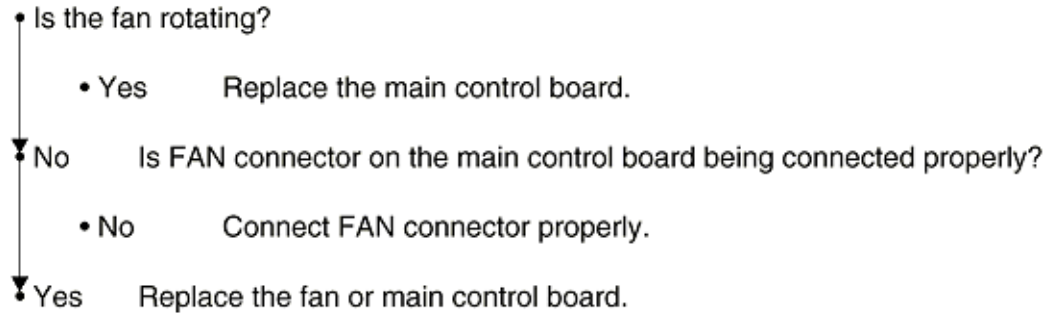 • Is the fan rotating?
• Yes Replace the main control board.
• No Is FAN connector on the main control board being connected properly?
• No Connect FAN connector properly.
• Yes Replace the fan or main control board.